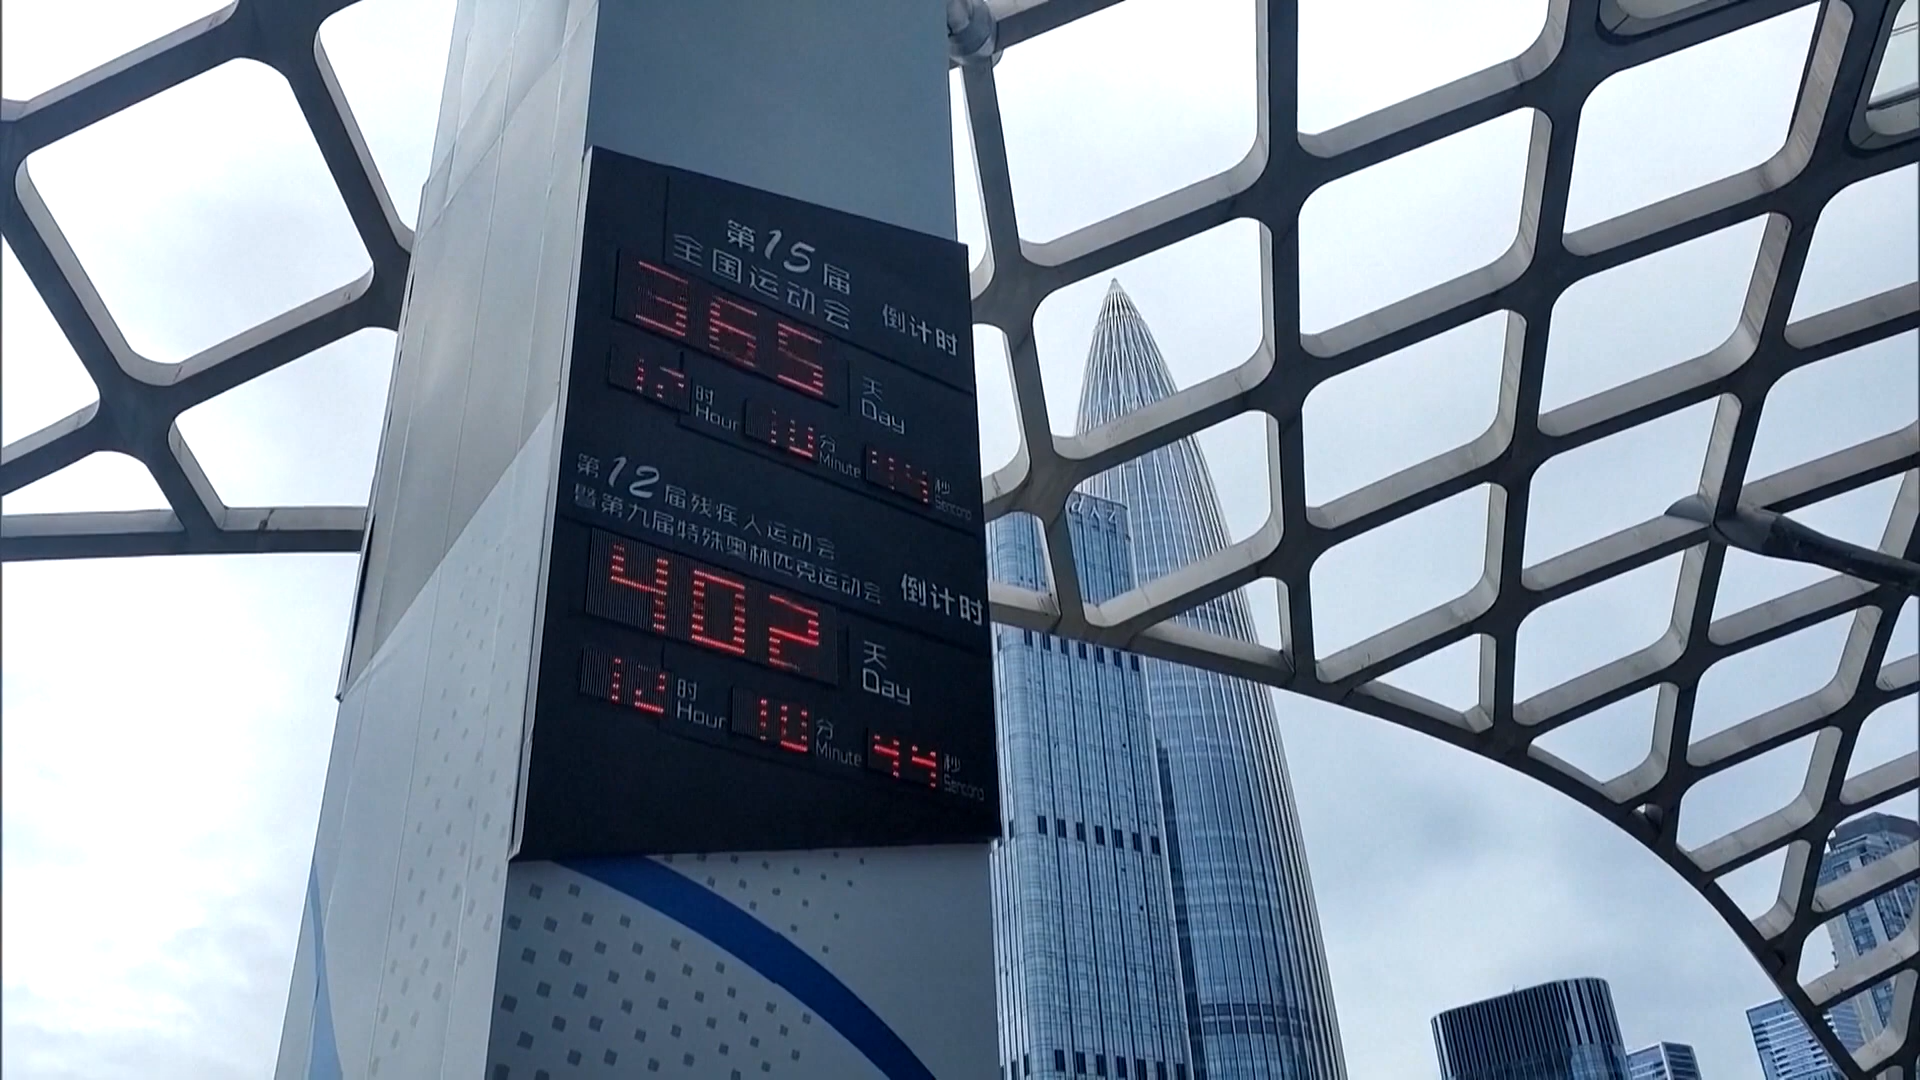 第15届
全国运动会 倒计时
365 天
Day
12 时 Hour 10 分 Minute 44 秒 Sencond
第12届残疾人运动会
暨第九届特殊奥林匹克运动会 倒计时
402 天
Day
12 时 Hour 10 分 Minute 44 秒 Sencond